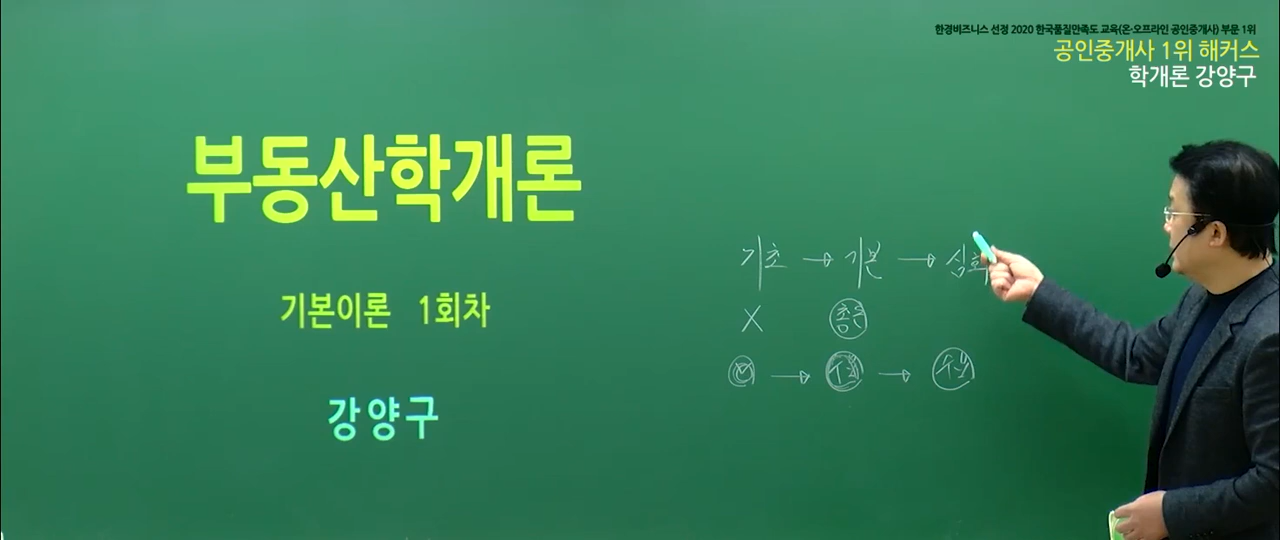 한경비즈니스 선정 2020 한국품질만족도 교육(온·오프라인 공인중개사) 부문 1위
공인중개사 1위 해커스
학개론 강양구
부동산학개론
기본이론 1회차
강양구
기초 → 기본 → 심화
X
→ →